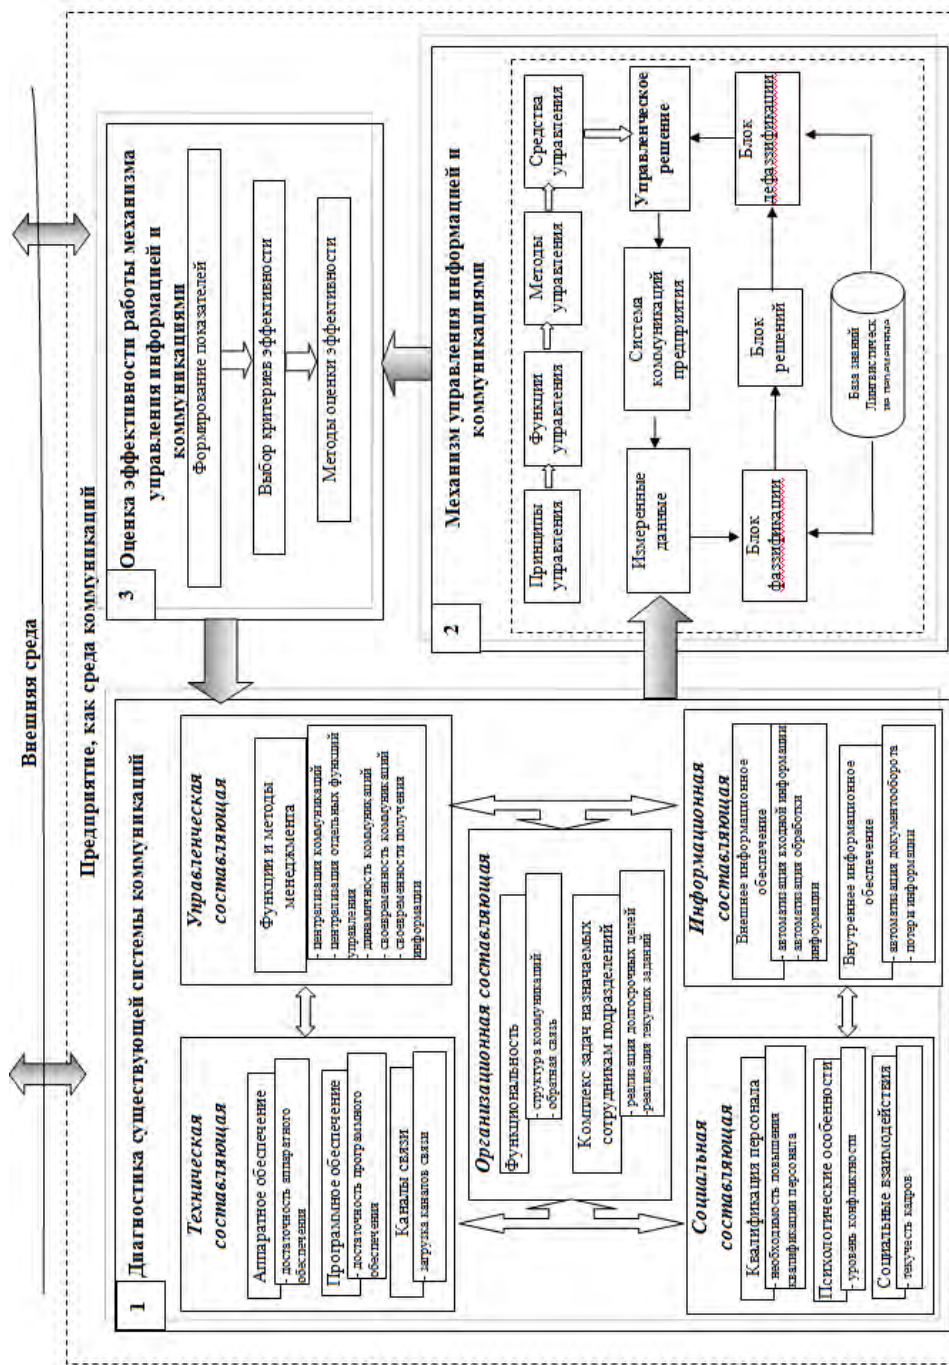 Внешняя среда
Предприятие, как среда коммуникаций
1
Диагностика существующей системы коммуникаций
Техническая
составляющая
Аппаратное обеспечение
- достаточность аппаратного
обеспечения
Программное обеспечение
- достаточность программного
обеспечения
Каналы связи
- загрузка каналов связи
Управленческая
составляющая
Функции и методы
менеджмента
- централизации коммуникаций
- централизации отдельных функций
управления
- динамичность коммуникаций
- своевременность коммуникаций
- своевременности получения
информации
Организационная составляющая
Функциональность
- структура коммуникаций
- обратная связь
Комплекс задач назначаемых
сотрудникам подразделений
- реализация долгосрочных целей
-реализация текущих заданий
Социальная
составляющая
Квалификация персонала
- необходимость повышения
квалификации персонала
Психологические особенности
- уровень конфликтности
Социальные взаимодействия
- текучесть кадров
Информационная
составляющая
Внешнее информационное
обеспечение
- автоматизация входной информации
- автоматизация обработки
информации
Внутреннее информационное
обеспечение
- автоматизация документооборота
- потери информации
3
Оценка эффективности работы механизма
управления информацией и
коммуникациями
Формирование показателей
Выбор критериев эффективности
Методы оценки эффективности
2
Механизм управления информацией и
коммуникациями
Принципы
управления
Функции
управления
Методы
управления
Средства
управления
Измеренные
данные
Система
коммуникаций
предприятия
Управленческое
решение
Блок
фаззификации
Блок
решений
Блок
дефаззификации
База знаний
Лингвистическ
ие переменные